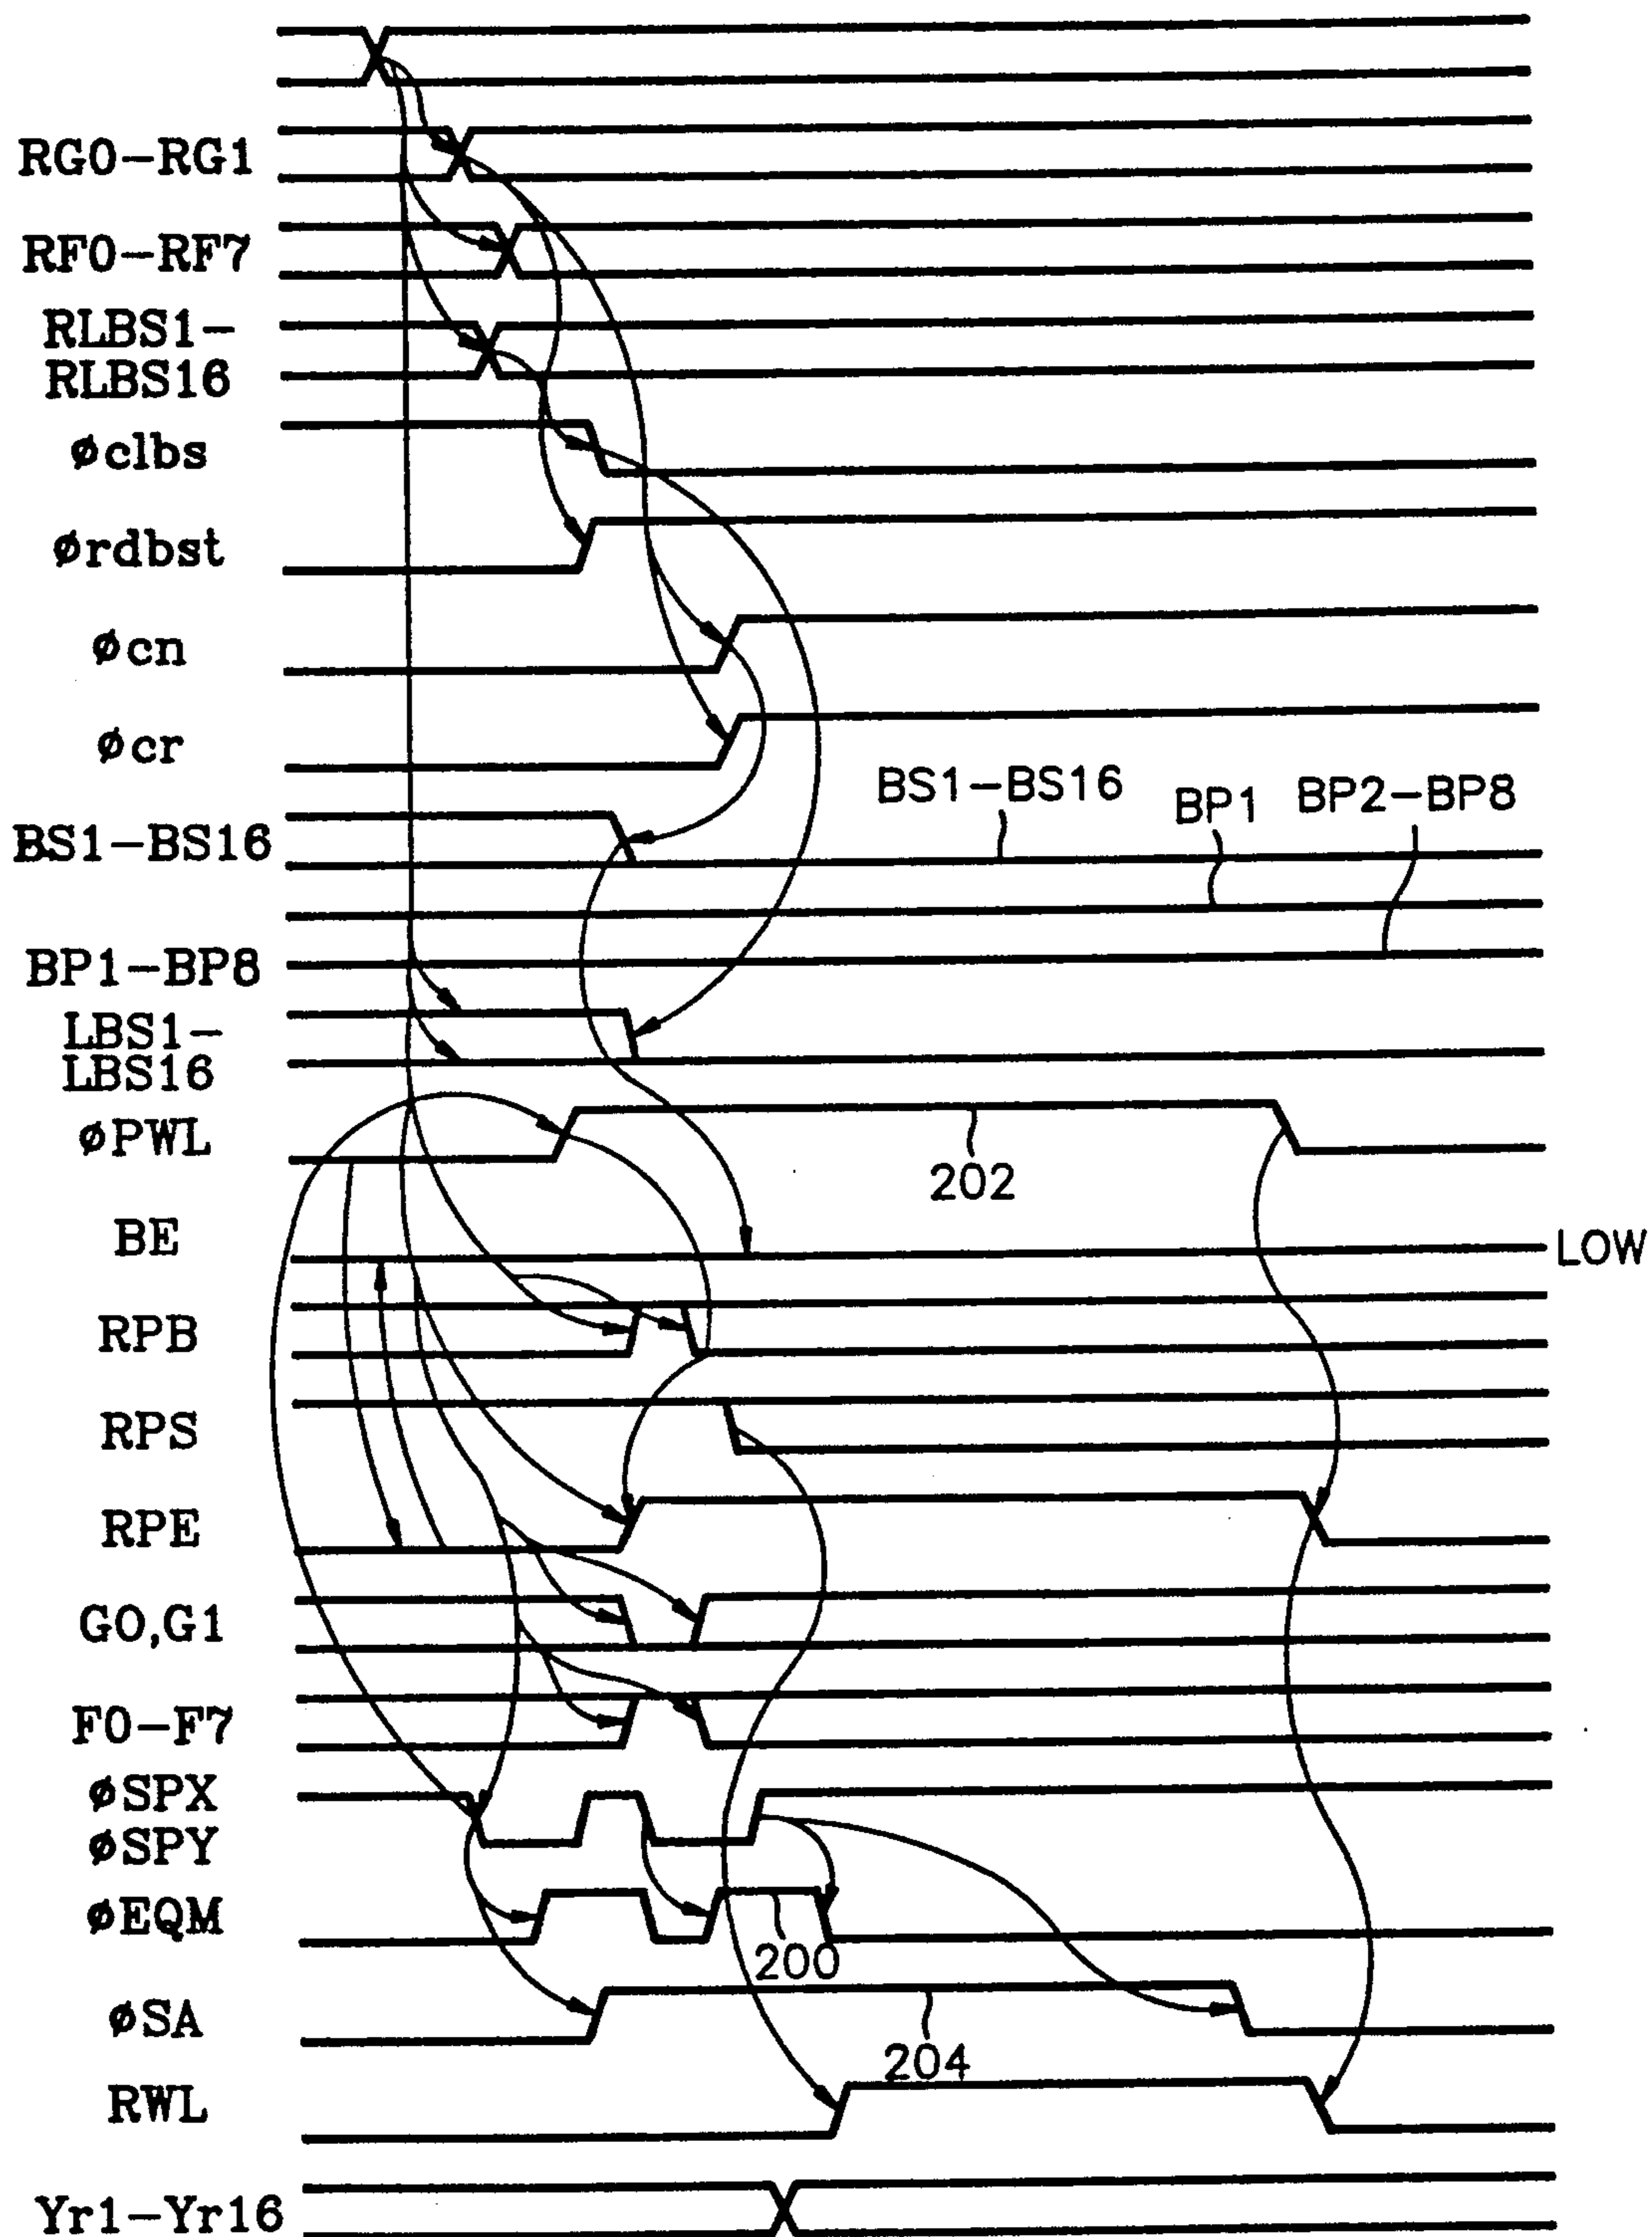 RG0-RG1
RF0-RF7
RLBS1-
RLBS16
øclbs
ørdbst
øcn
øcr
BS1-BS16
BP1
BP2-BP8
BS1-BS16
BP1-BP8
LBS1-
LBS16
øPWL
202
BE
LOW
RPB
RPS
RPE
G0,G1
F0-F7
øSPX
øSPY
øEQM
200
øSA
204
RWL
Yr1-Yr16